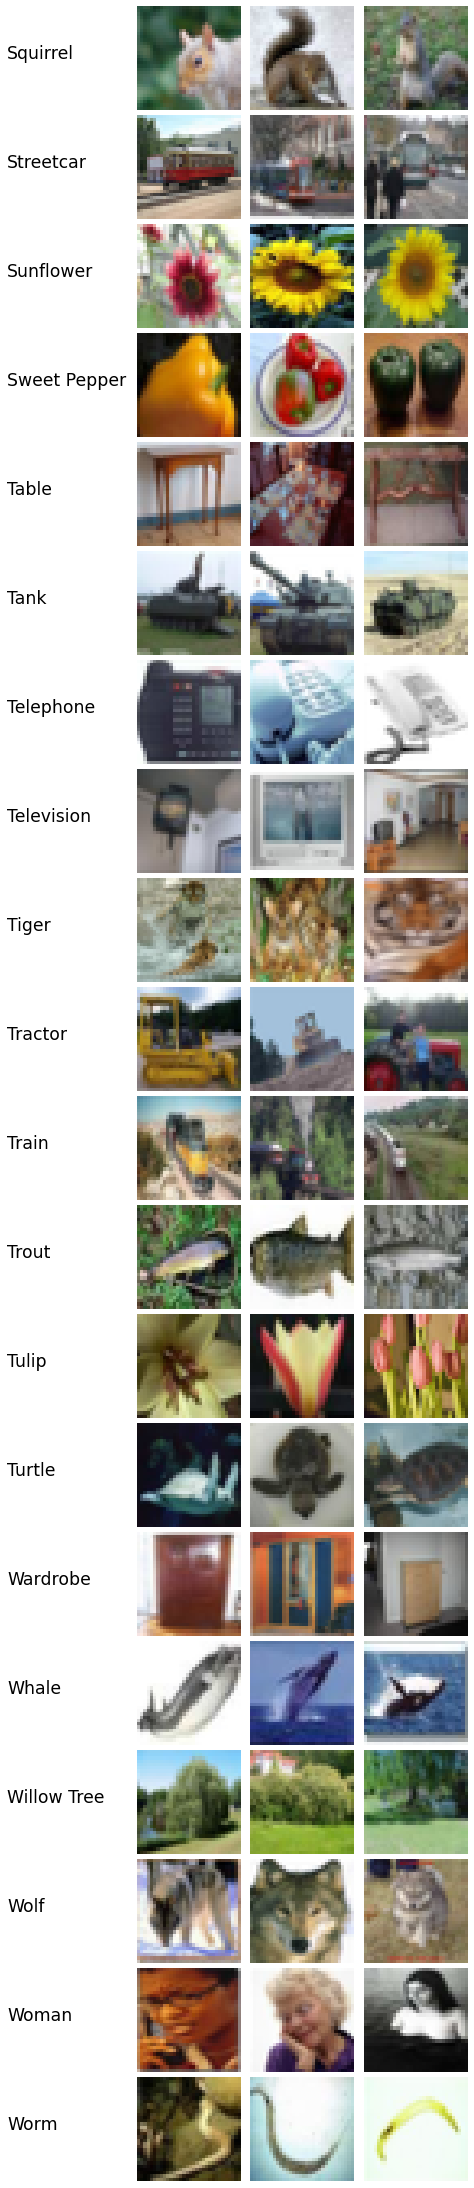 Squirrel
Streetcar
Sunflower
Sweet Pepper
Table
Tank
Telephone
Television
Tiger
Tractor
Train
Trout
Tulip
Turtle
Wardrobe
Whale
Willow Tree
Wolf
Woman
Worm